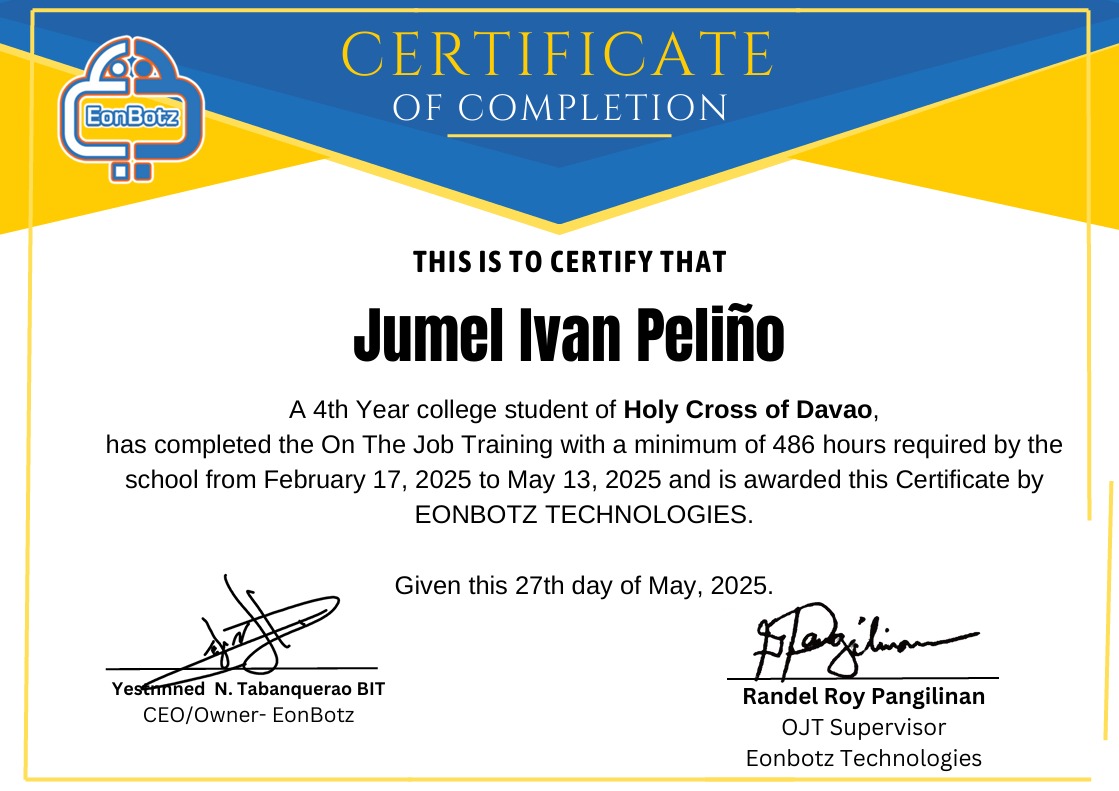 EonBotz
CERTIFICATE
OF COMPLETION
THIS IS TO CERTIFY THAT
Jumel Ivan Peliño
A 4th Year college student of Holy Cross of Davao,
has completed the On The Job Training with a minimum of 486 hours required by the
school from February 17, 2025 to May 13, 2025 and is awarded this Certificate by
EONBOTZ TECHNOLOGIES.
Given this 27th day of May, 2025.
N. Tabanquerao BIT
CEO/Owner- EonBotz
Pangilinan
Randel Roy Pangilinan
OJT Supervisor
Eonbotz Technologies